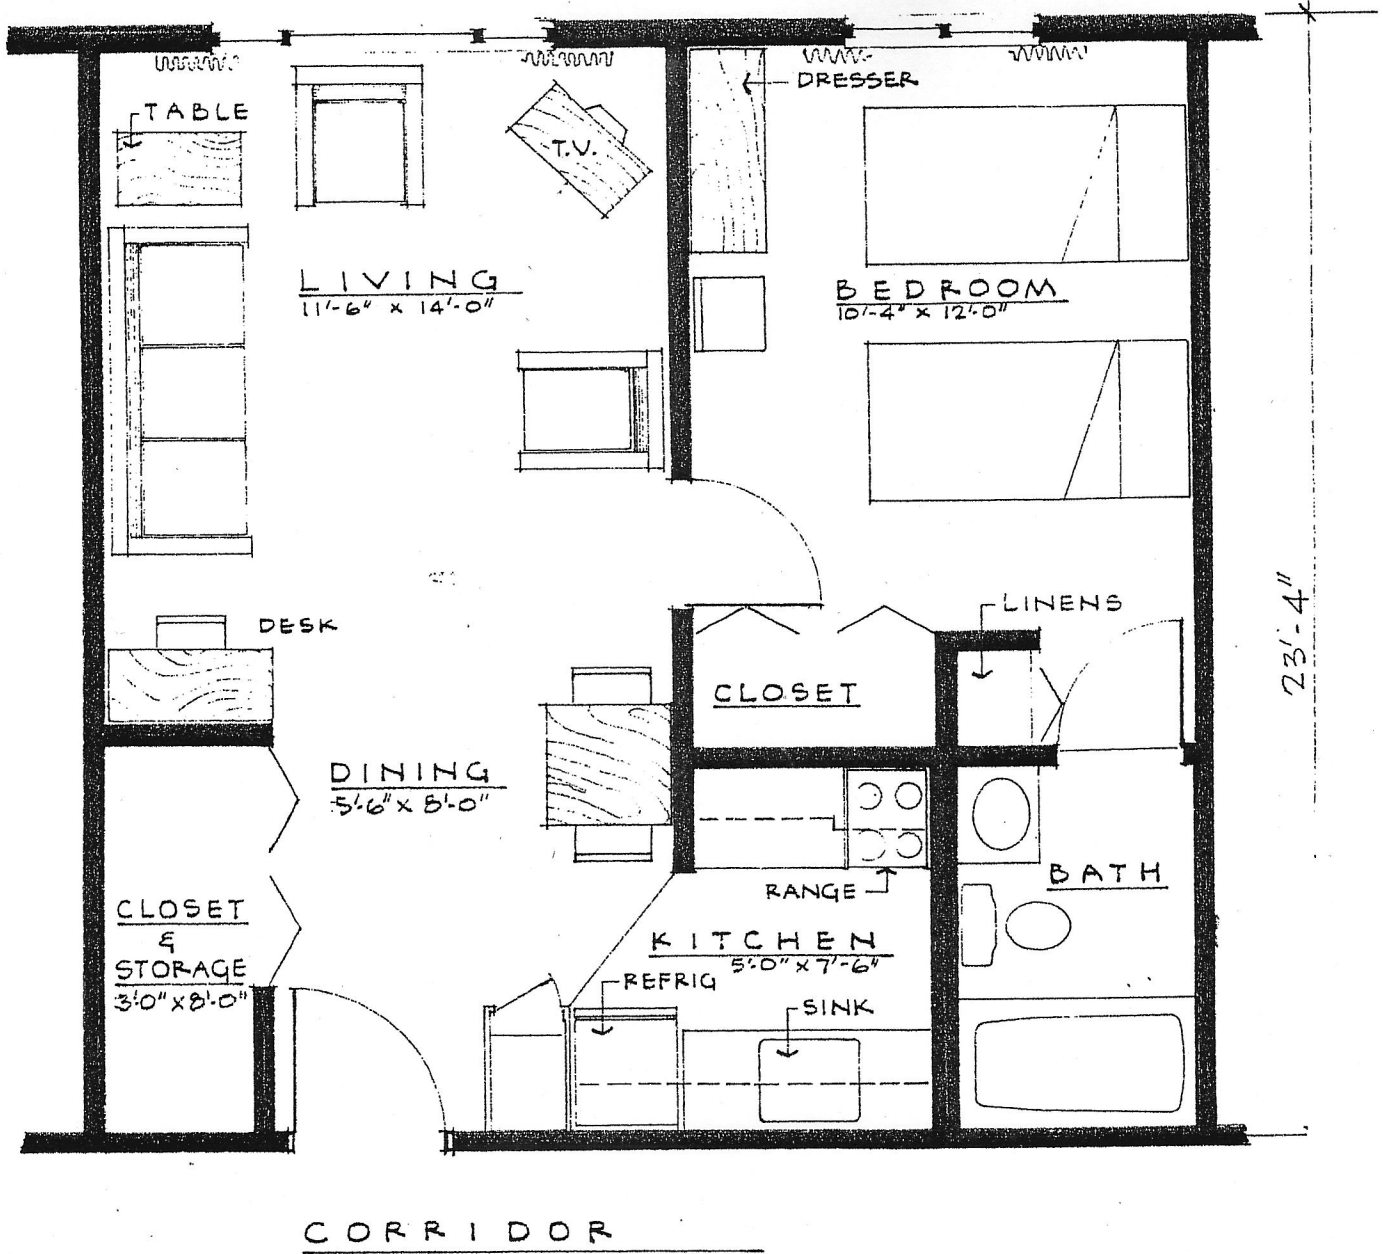 TABLE
T.V.
DRESSER
LIVING
11'-6" x 14'-0"
BEDROOM
10'-4" x 12'-0"
DESK
LINENS
23'-4"
CLOSET
DINING
5'-6" x 8'-0"
RANGE
BATH
CLOSET
&
STORAGE
3'-0" x 8'-0"
KITCHEN
5'-0" x 7'-6"
REFRIG
SINK
CORRIDOR